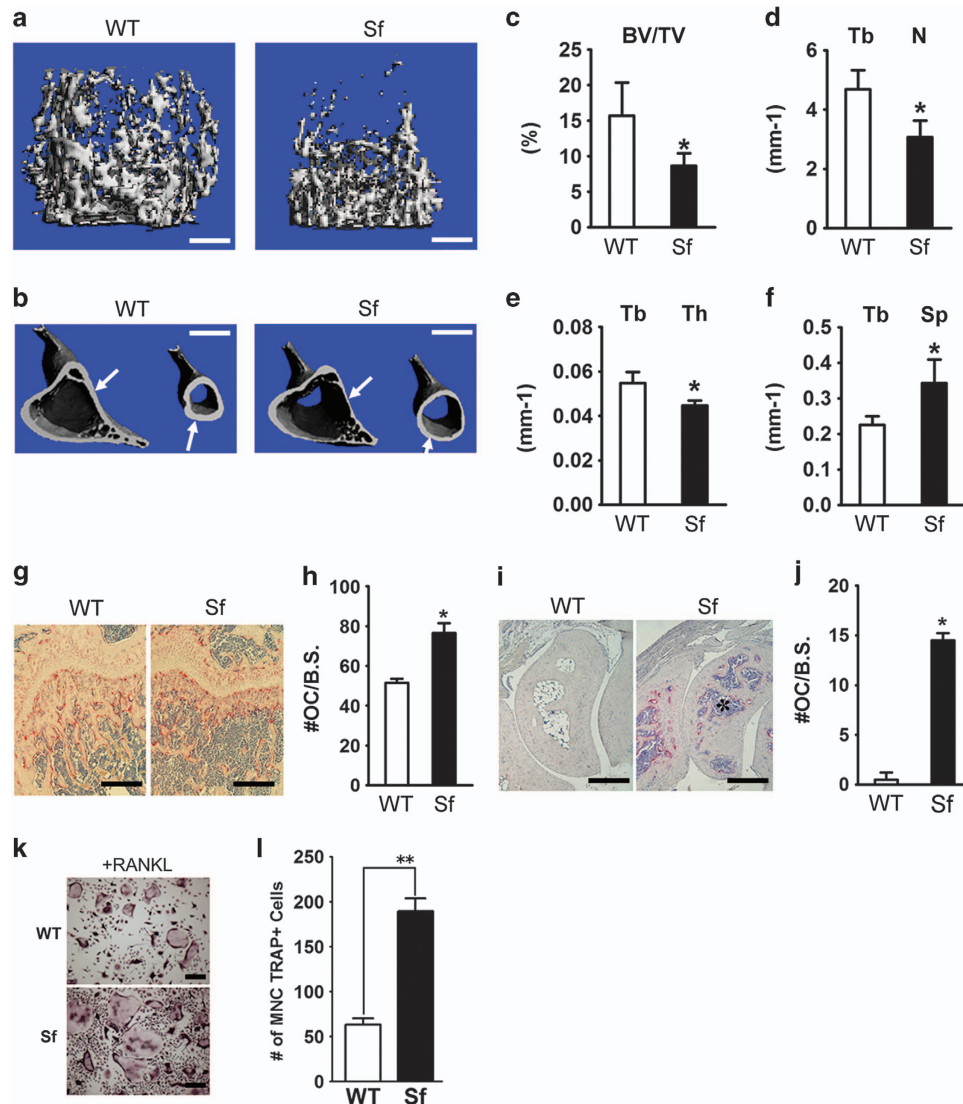 a
WT
Sf
b
WT
Sf
c
BV/TV
(%)
25
20
15
10
5
0
*
WT
Sf
d
Tb N
(mm-1)
6
4
2
0
*
WT
Sf
e
Tb Th
(mm-1)
0.08
0.06
0.04
0.02
0.00
*
WT
Sf
f
Tb Sp
(mm-1)
0.5
0.4
0.3
0.2
0.1
0.0
*
WT
Sf
g
WT
Sf
h
#OC/B.S.
100
80
60
40
20
0
*
WT
Sf
i
WT
Sf
*
j
#OC/B.S.
20
15
10
5
0
*
WT
Sf
k
+RANKL
WT
Sf
l
# of MNC TRAP+ Cells
250
200
150
100
50
0
**
WT
Sf